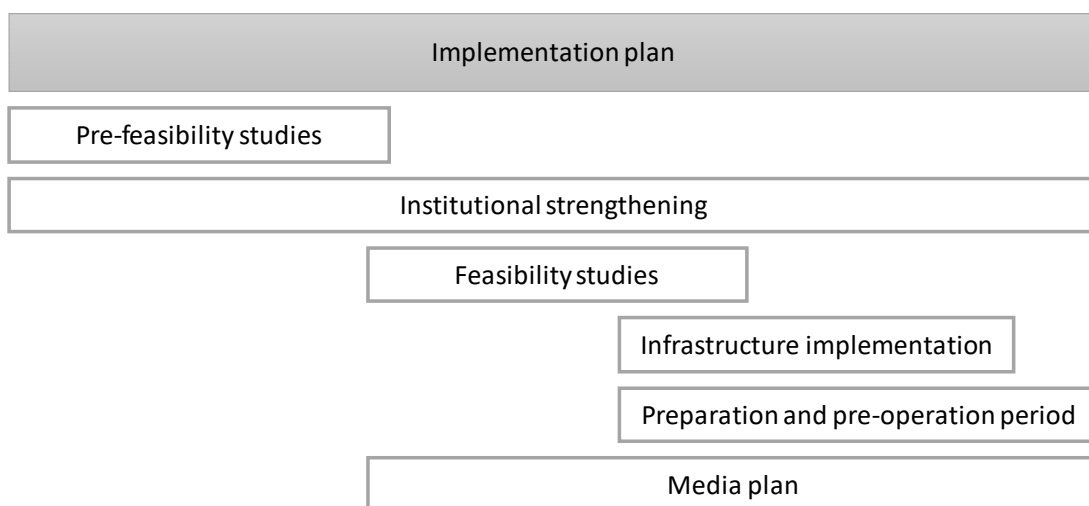 Implementation plan
Pre-feasibility studies
Institutional strengthening
Feasibility studies
Infrastructure implementation
Preparation and pre-operation period
Media plan